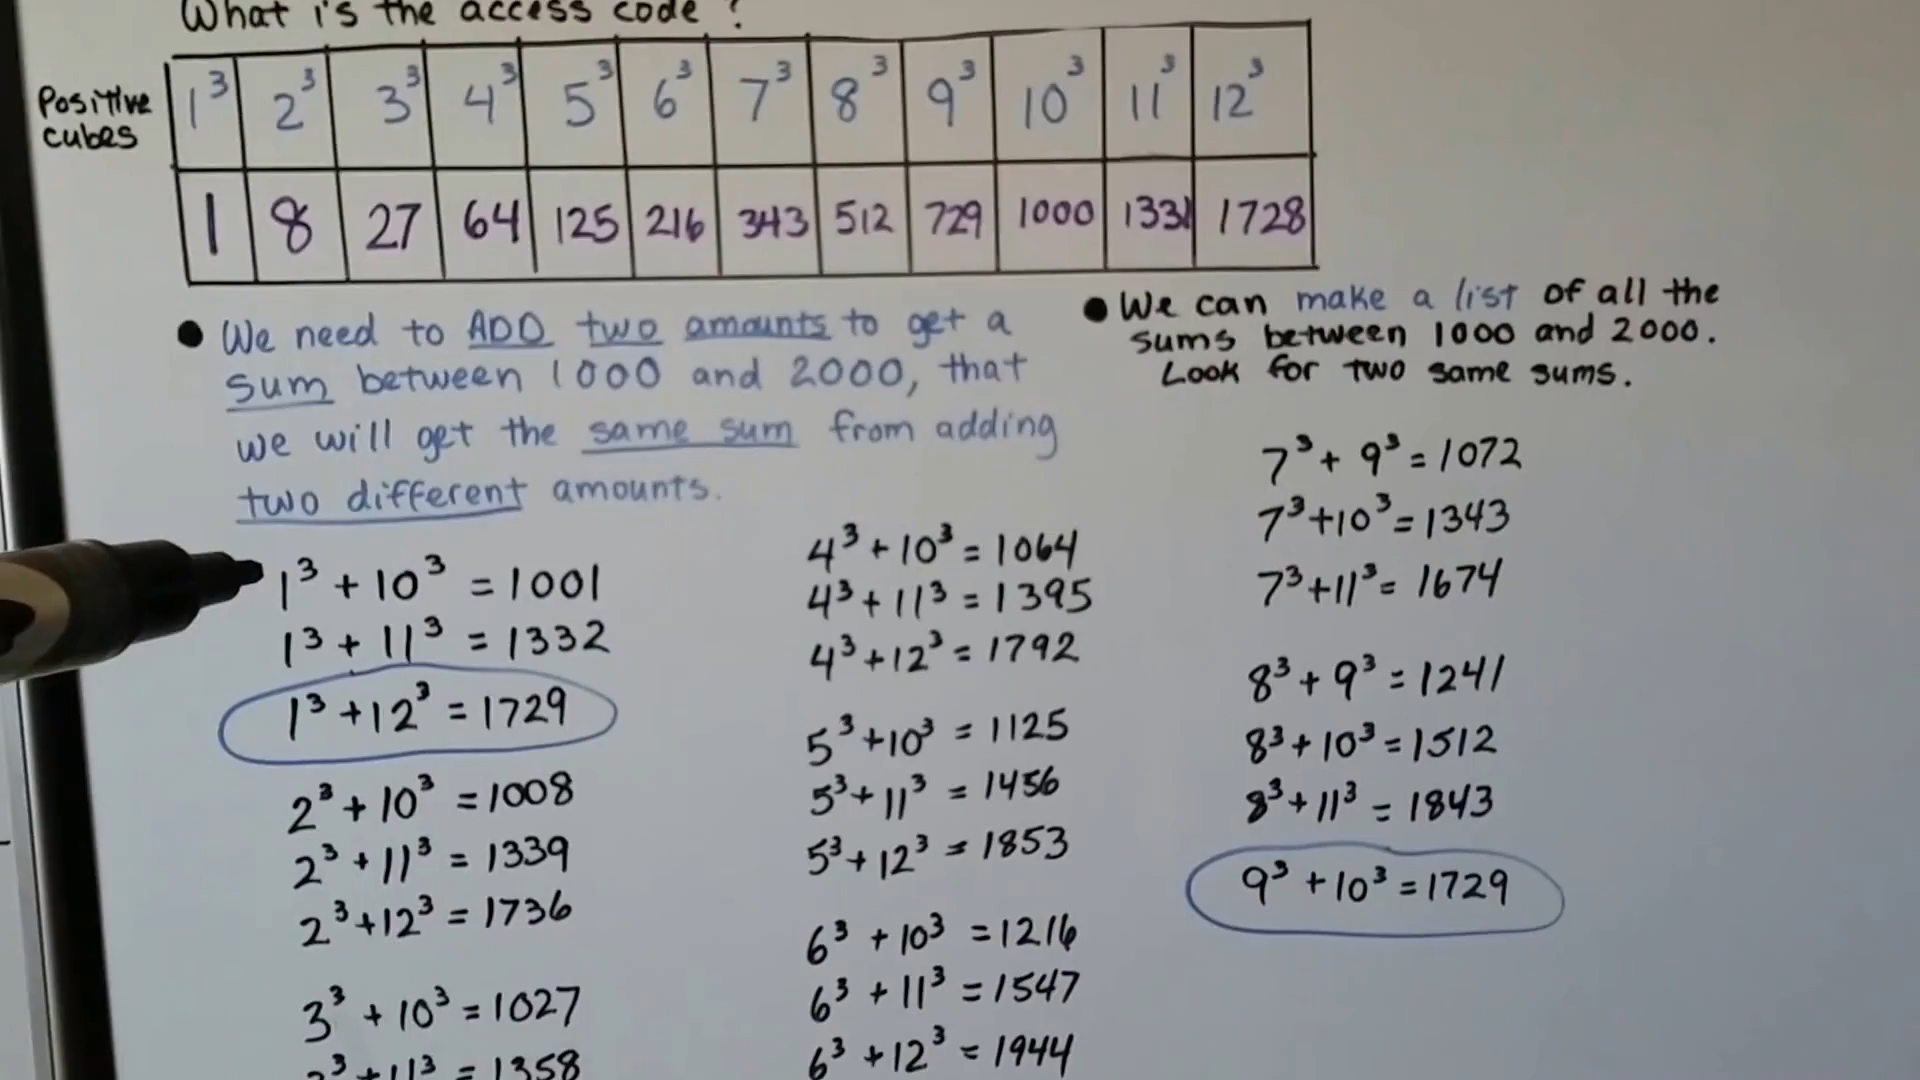 What is the access code?
Positive cubes
1³ 2³ 3³ 4³ 5³ 6³ 7³ 8³ 9³ 10³ 11³ 12³
1 8 27 64 125 216 343 512 729 1000 1331 1728
● We need to ADD two amounts to get a
sum between 1000 and 2000, that
we will get the same sum from adding
two different amounts.
1³ + 10³ = 1001
1³ + 11³ = 1332
1³ + 12³ = 1729
2³ + 10³ = 1008
2³ + 11³ = 1339
2³ + 12³ = 1736
3³ + 10³ = 1027
3³ + 11³ = 1358
4³ + 10³ = 1064
4³ + 11³ = 1395
4³ + 12³ = 1792
5³ + 10³ = 1125
5³ + 11³ = 1456
5³ + 12³ = 1853
6³ + 10³ = 1216
6³ + 11³ = 1547
6³ + 12³ = 1944
● We can make a list of all the
sums between 1000 and 2000.
Look for two same sums.
7³ + 9³ = 1072
7³ + 10³ = 1343
7³ + 11³ = 1674
8³ + 9³ = 1241
8³ + 10³ = 1512
8³ + 11³ = 1843
9³ + 10³ = 1729